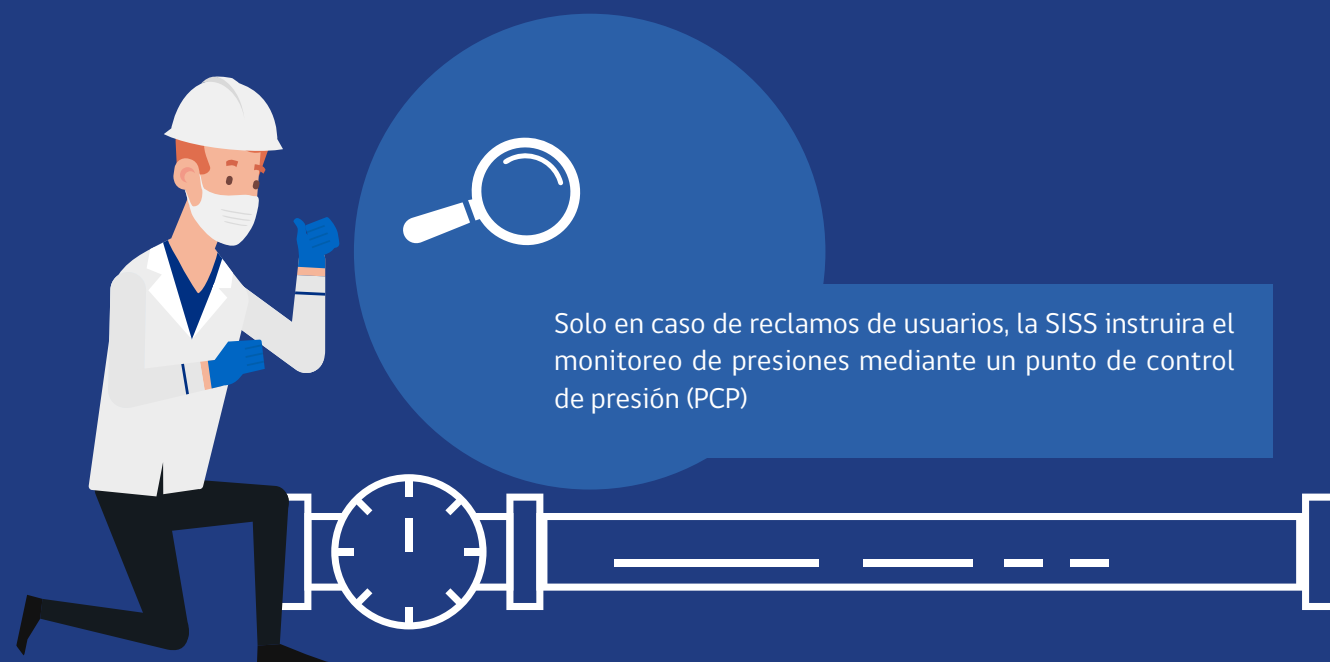 Solo en caso de reclamos de usuarios, la SISS instruira el
monitoreo de presiones mediante un punto de control
de presión (PCP)